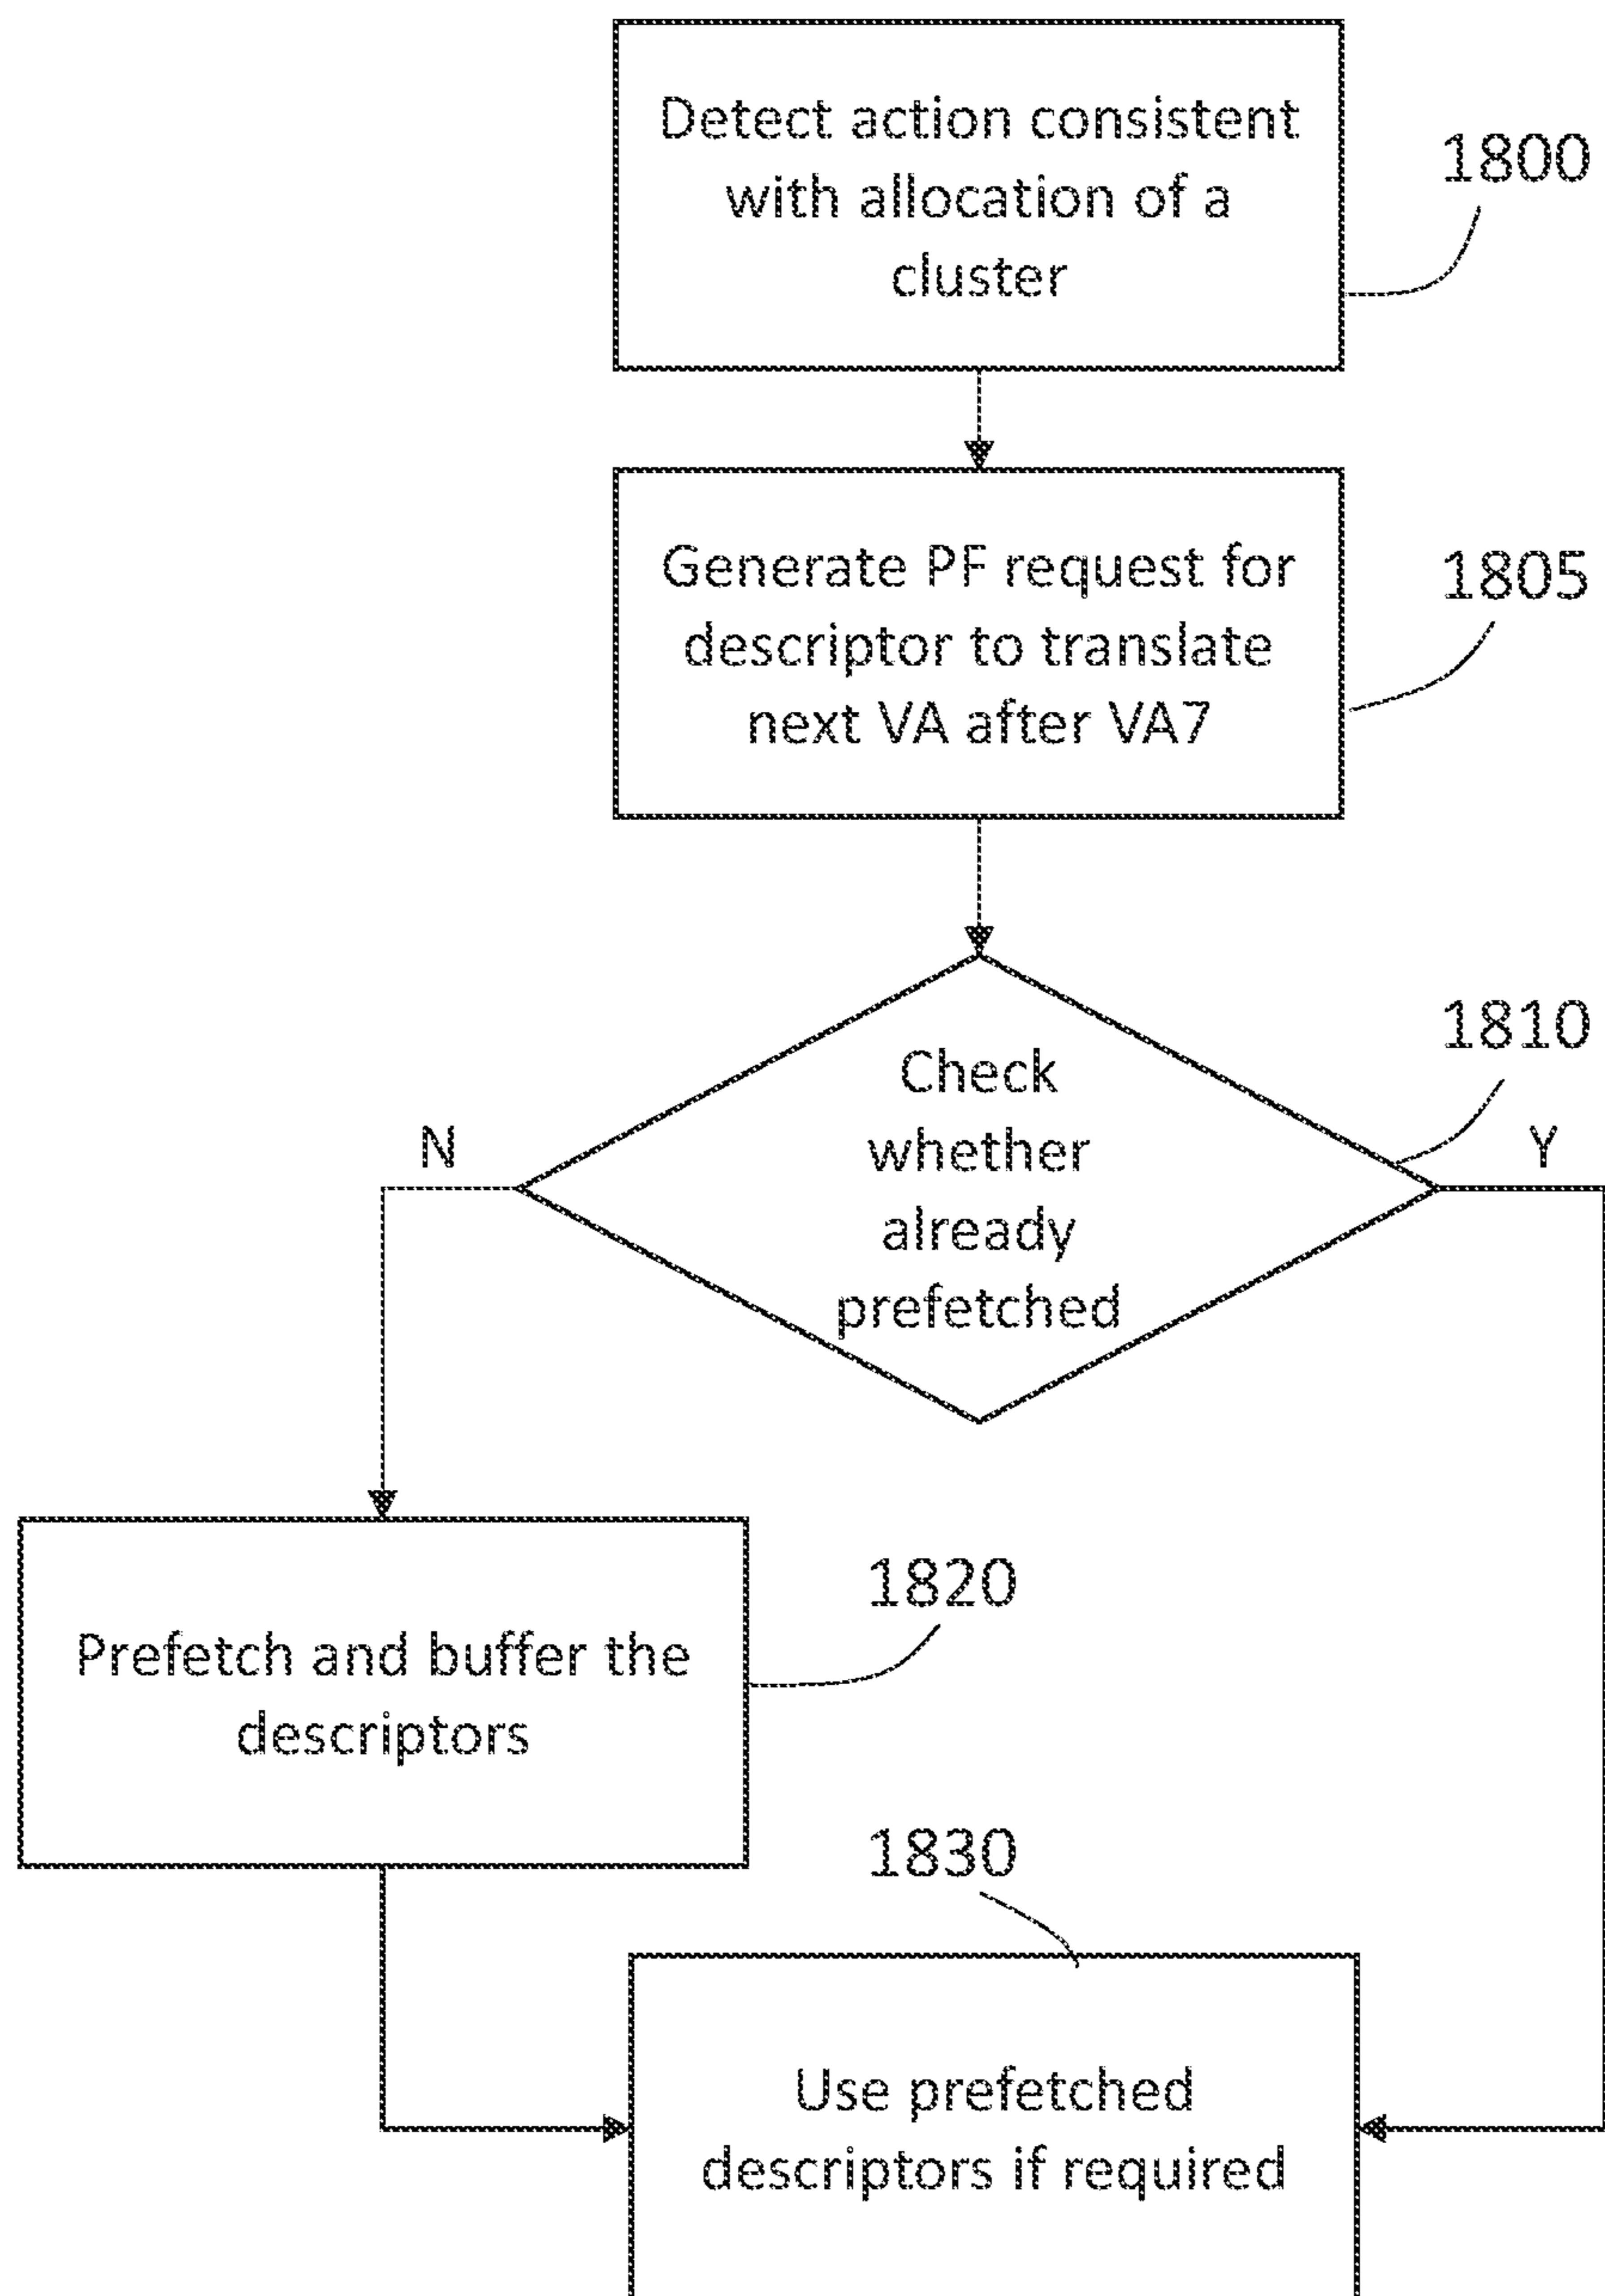 Detect action consistent
with allocation of a
cluster
1800
Generate PF request for
descriptor to translate
next VA after VA7
1805
Check
whether
already
prefetched
1810
N
Y
Prefetch and buffer the
descriptors
1820
1830
Use prefetched
descriptors if required